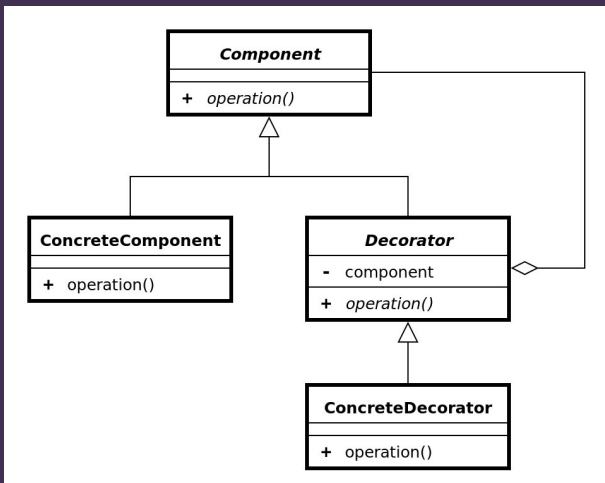 Component
+ operation()
ConcreteComponent
+ operation()
Decorator
- component
+ operation()
ConcreteDecorator
+ operation()